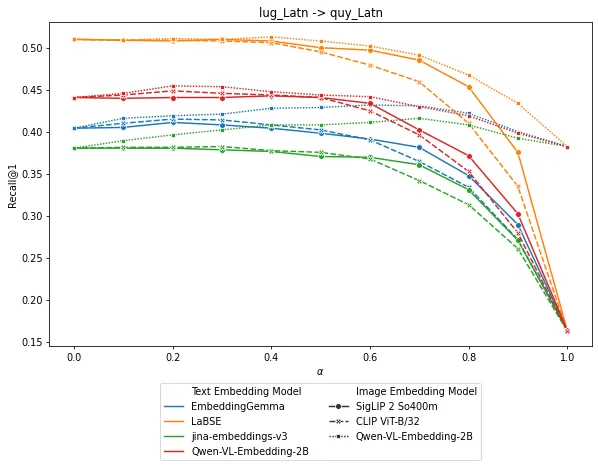 lug_Latn -> quy_Latn
Recall@1
0.50
0.45
0.40
0.35
0.30
0.25
0.20
0.15
0.0
0.2
0.4
0.6
0.8
1.0
α
Text Embedding Model
EmbeddingGemma
LaBSE
jina-embeddings-v3
Qwen-VL-Embedding-2B
Image Embedding Model
SigLIP 2 So400m
CLIP ViT-B/32
Qwen-VL-Embedding-2B